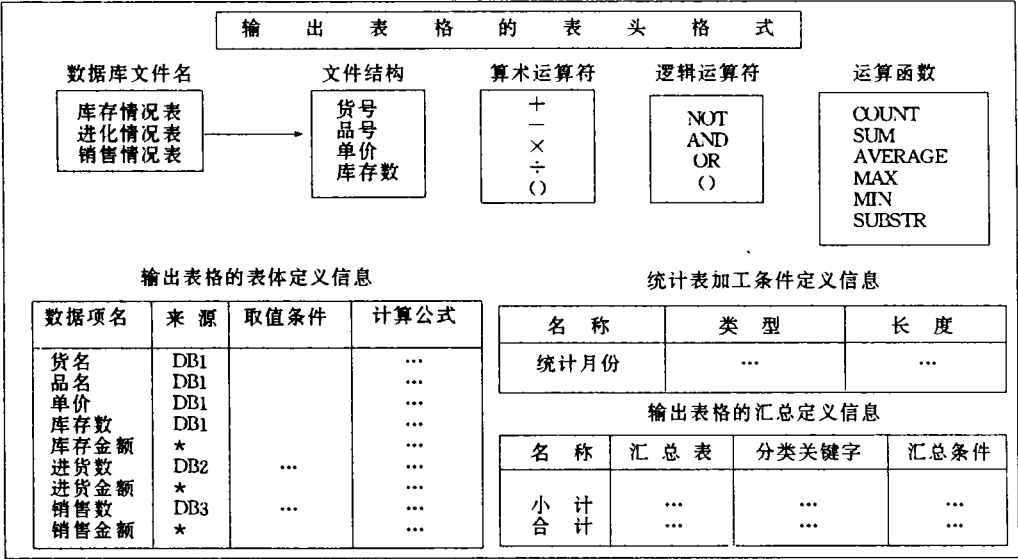 输 出 表 格 的 表 头 格 式
数据库文件名 文件结构 算术运算符 逻辑运算符 运算函数
库存情况表
进化情况表
销售情况表
货号
品号
单价
库存数
+
−
×
÷
()
NOT
AND
OR
()
COUNT
SUM
AVERAGE
MAX
MIN
SUBSTR
输出表格的表体定义信息
数据项名 来 源 取值条件 计算公式
货名 DB1 …
品名 DB1 …
单价 DB1 …
库存数 DB1 …
库存金额 * …
进货数 DB2 … …
进货金额 * …
销售数 DB3 … …
销售金额 * …
统计表加工条件定义信息
名 称 类 型 长 度
统计月份 … …
输出表格的汇总定义信息
名 称 汇 总 表 分类关键字 汇总条件
小 计 … … …
合 计 … … …